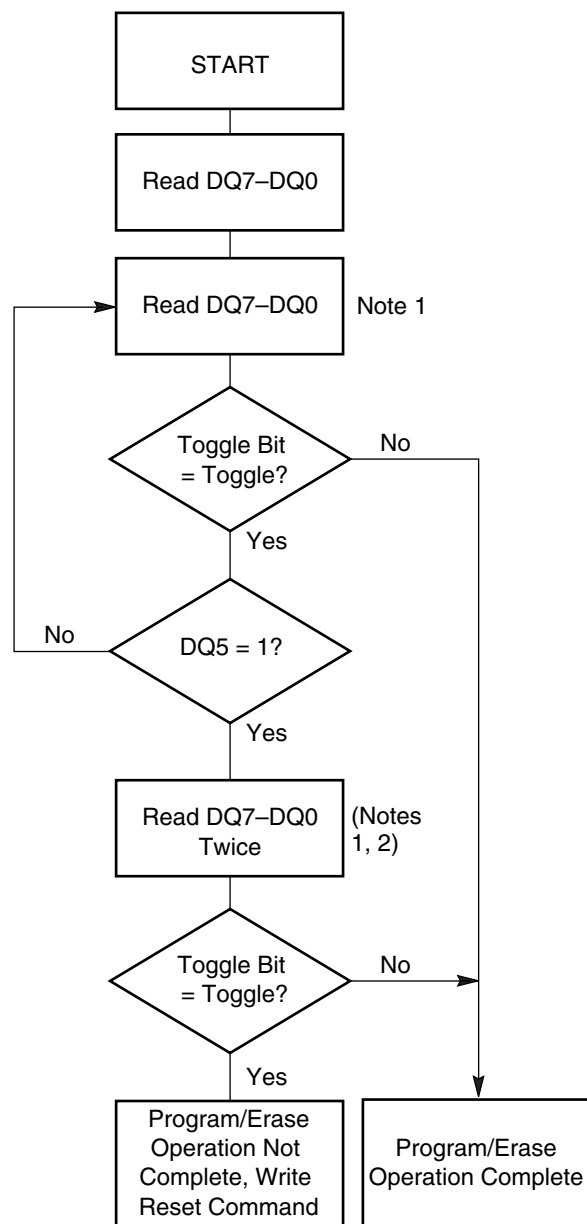 START
Read DQ7–DQ0
Read DQ7–DQ0
Note 1
Toggle Bit
= Toggle?
No
Yes
DQ5 = 1?
No
Yes
Read DQ7–DQ0
Twice
(Notes
1, 2)
Toggle Bit
= Toggle?
No
Yes
Program/Erase
Operation Not
Complete, Write
Reset Command
Program/Erase
Operation Complete